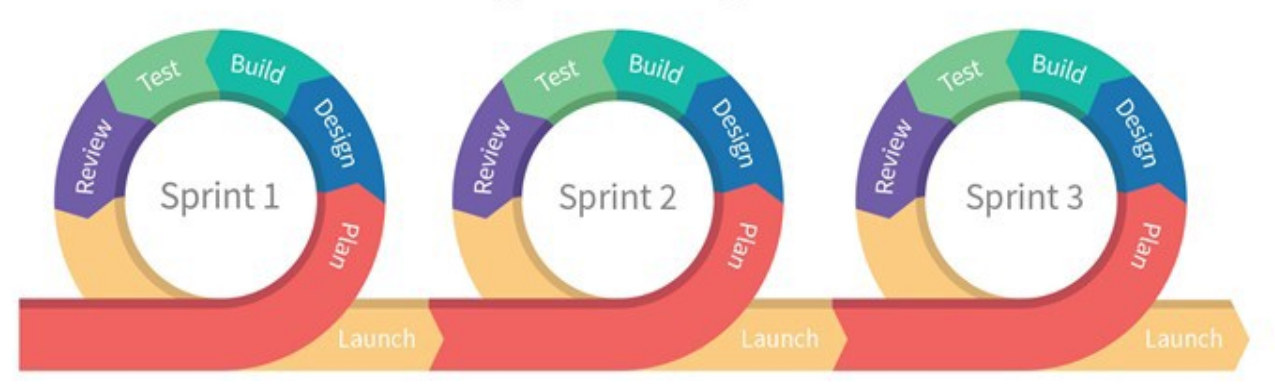 Sprint 1
Plan
Design
Build
Test
Review
Launch
Sprint 2
Plan
Design
Build
Test
Review
Launch
Sprint 3
Plan
Design
Build
Test
Review
Launch